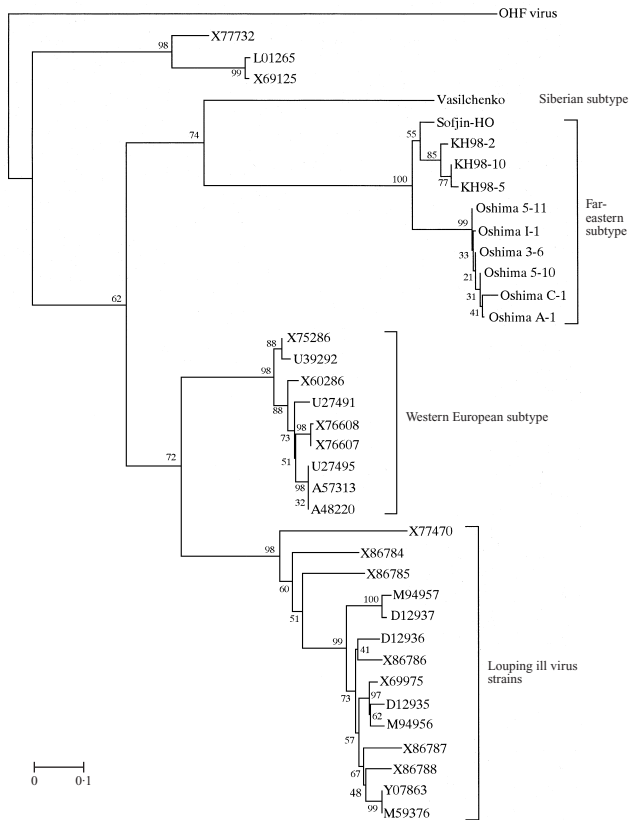 OHF virus
98
X77732
L01265
99
X69125
Vasilchenko
Siberian subtype
74
55
Sofjin-HO
KH98-2
85
KH98-10
77
KH98-5
100
Oshima 5-11
99
Oshima I-1
33
Oshima 3-6
21
Oshima 5-10
31
Oshima C-1
41
Oshima A-1
Far-
eastern
subtype
62
88
X75286
U39292
98
X60286
88
U27491
98
X76608
73
X76607
51
U27495
98
A57313
32
A48220
Western European subtype
72
98
X77470
X86784
60
X86785
51
100
M94957
D12937
99
D12936
41
X86786
X69975
73
97
D12935
62
M94956
57
X86787
67
X86788
48
Y07863
99
M59376
Louping ill virus
strains
0
0·1